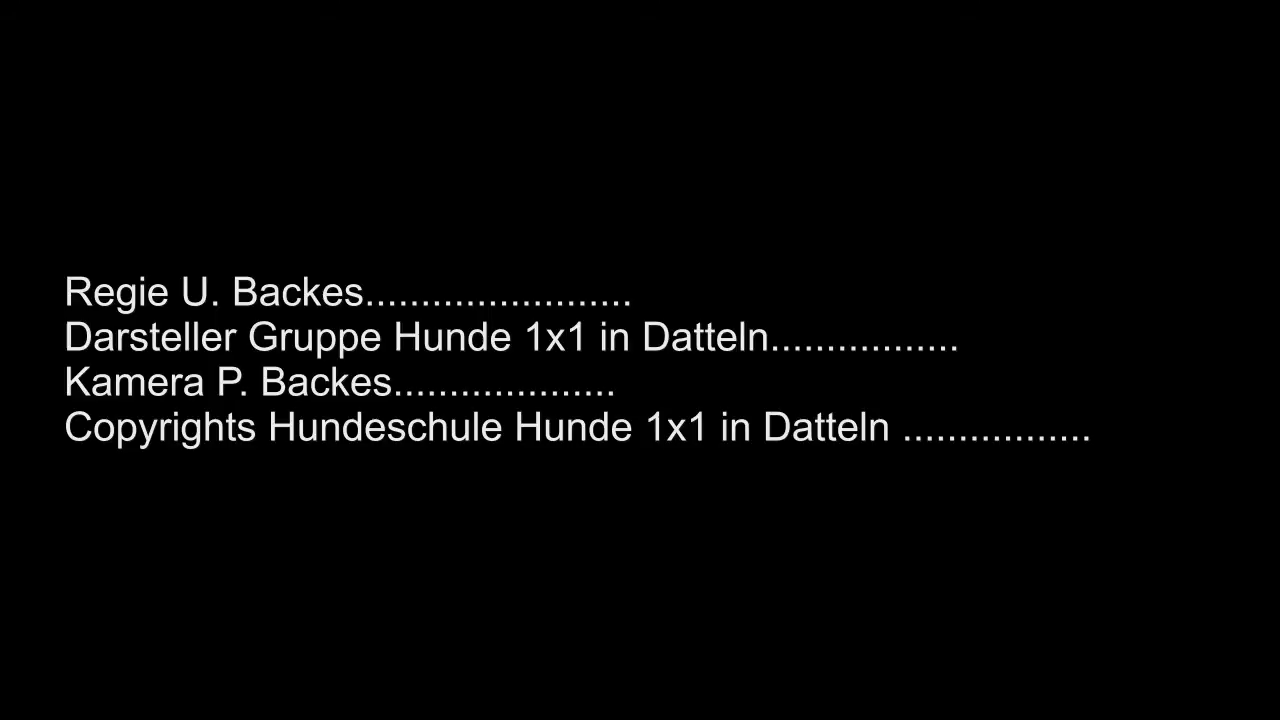 Regie U. Backes........................
Darsteller Gruppe Hunde 1x1 in Datteln.................
Kamera P. Backes....................
Copyrights Hundeschule Hunde 1x1 in Datteln .................